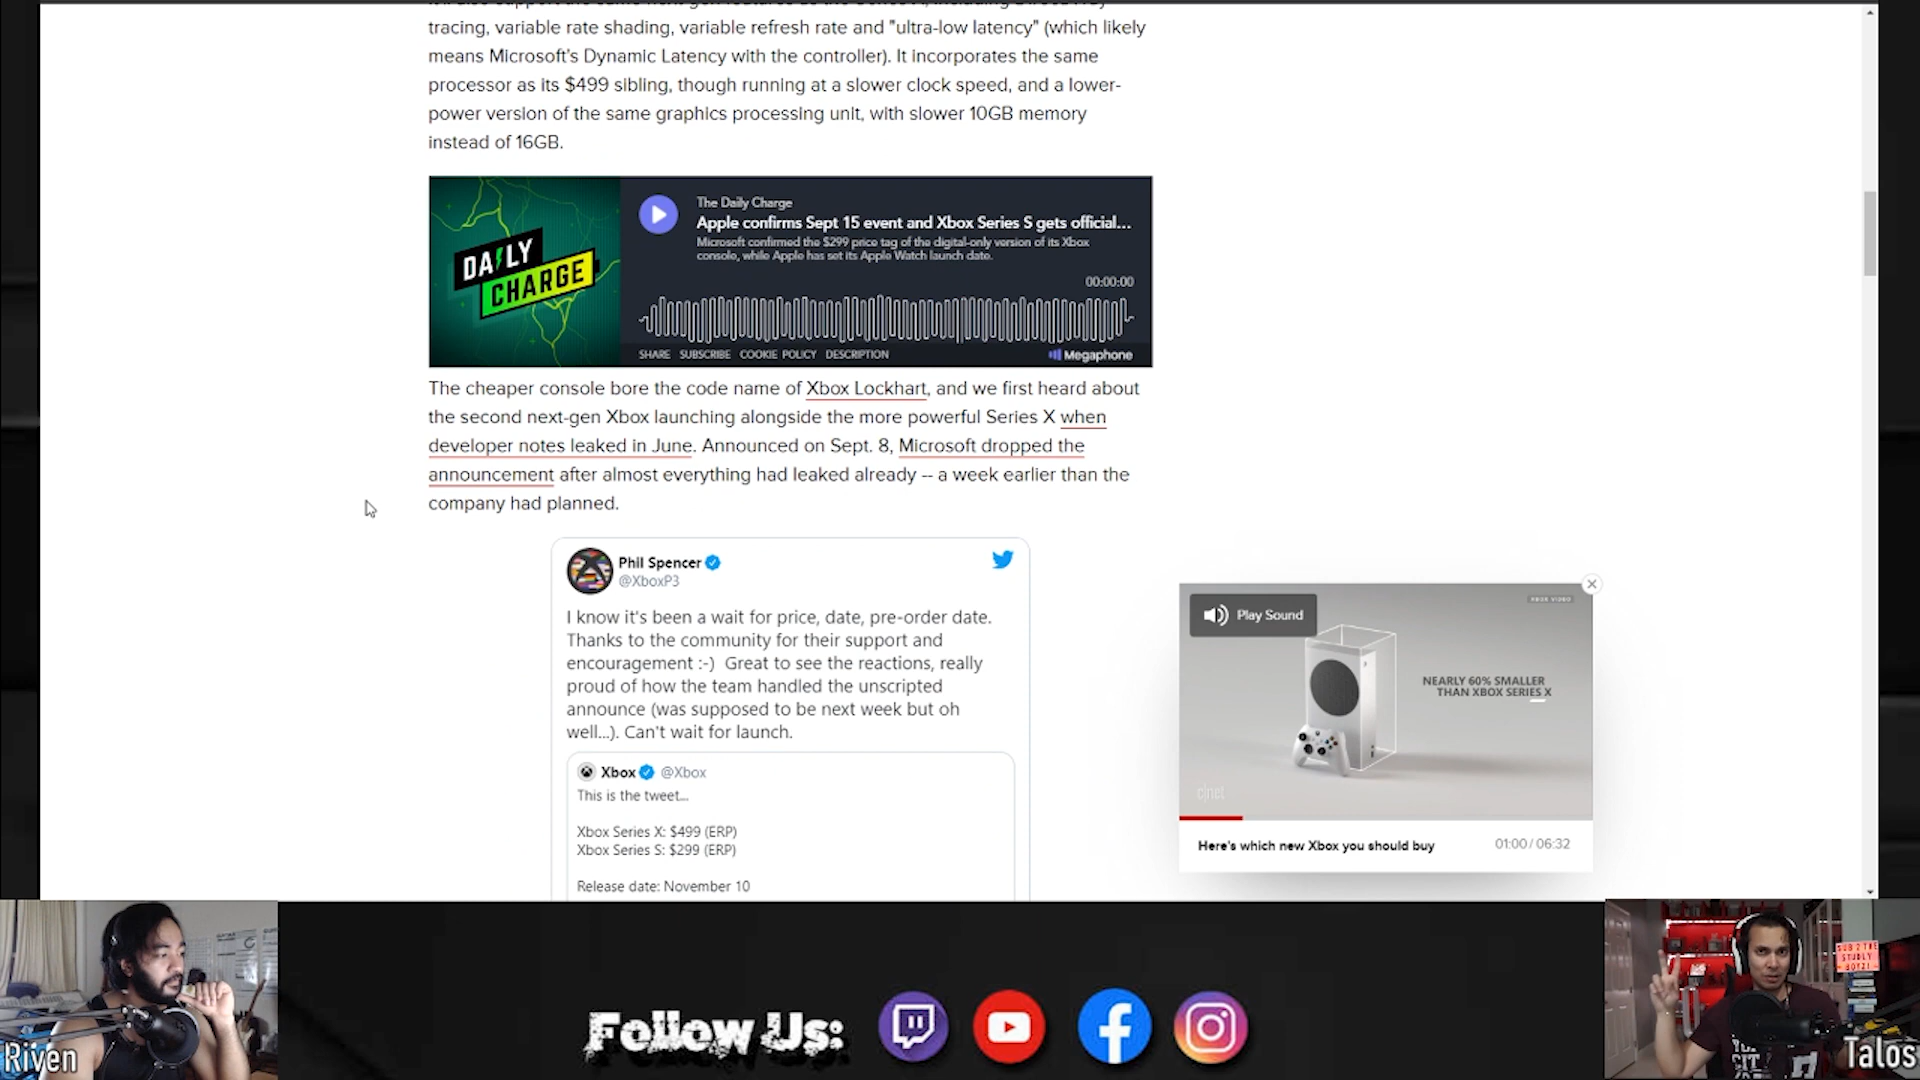 tracing, variable rate shading, variable refresh rate and "ultra-low latency" (which likely
means Microsoft's Dynamic Latency with the controller). It incorporates the same
processor as its $499 sibling, though running at a slower clock speed, and a lower-
power version of the same graphics processing unit, with slower 10GB memory
instead of 16GB.
DAILY
CHARGE
The Daily Charge
Apple confirms Sept 15 event and Xbox Series S gets official...
Microsoft confirmed the $299 price tag of the digital-only version of its Xbox
console, while Apple has set its Apple Watch launch date.
00:00:00
SHARE SUBSCRIBE COOKIE POLICY DESCRIPTION
Megaphone
The cheaper console bore the code name of Xbox Lockhart, and we first heard about
the second next-gen Xbox launching alongside the more powerful Series X when
developer notes leaked in June. Announced on Sept. 8, Microsoft dropped the
announcement after almost everything had leaked already -- a week earlier than the
company had planned.
Phil Spencer
@XboxP3
I know it's been a wait for price, date, pre-order date.
Thanks to the community for their support and
encouragement :-) Great to see the reactions, really
proud of how the team handled the unscripted
announce (was supposed to be next week but oh
well...). Can't wait for launch.
Xbox @Xbox
This is the tweet...
Xbox Series X: $499 (ERP)
Xbox Series S: $299 (ERP)
Release date: November 10
Play Sound
XBOX VIDEO
NEARLY 60% SMALLER
THAN XBOX SERIES X
c|net
Here's which new Xbox you should buy
01:00 / 06:32
Riven
Follow Us:
SUB 2 THE
STUDLY
BOYZ!
Talos